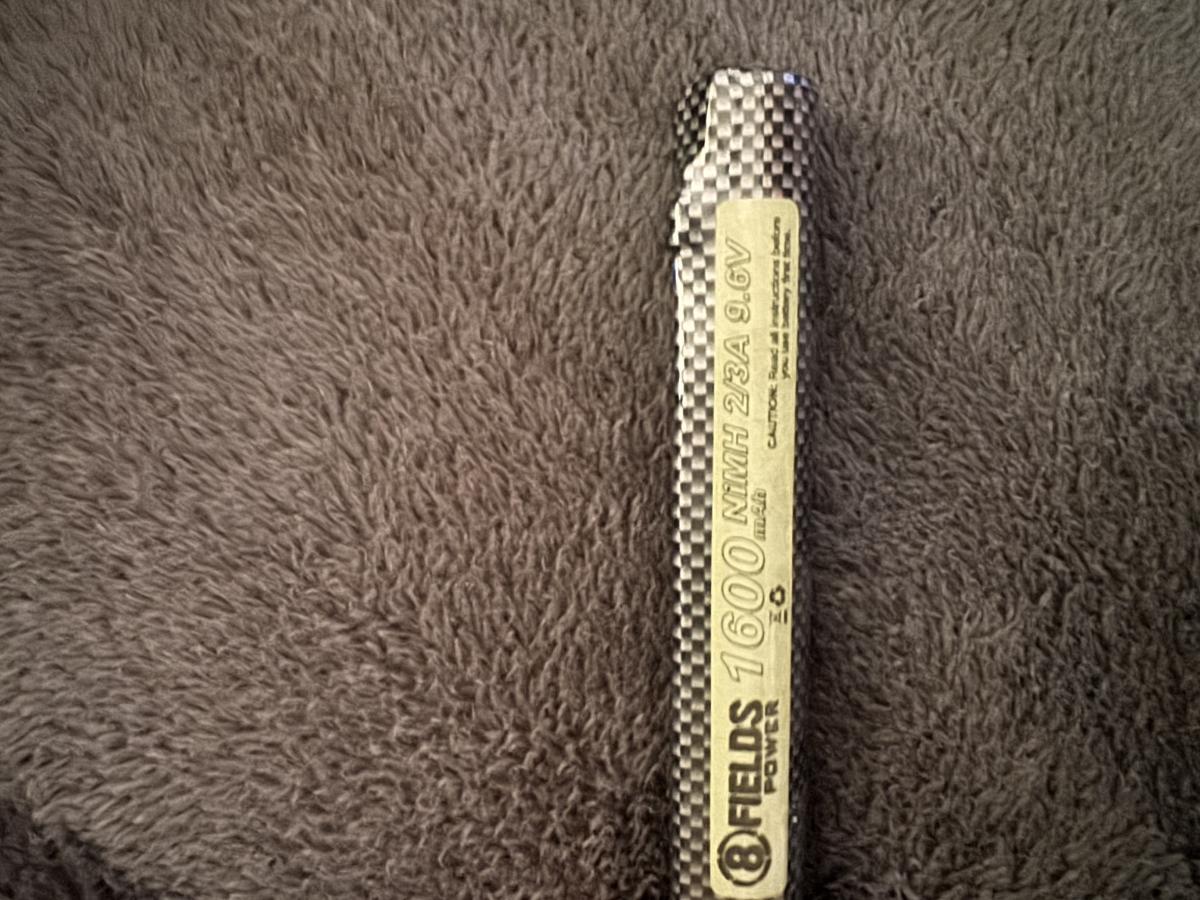 8 FIELDS
POWER
1600 NiMH 2/3A 9.6V
mAh
CAUTION: Read all instructions before
you use battery first time.